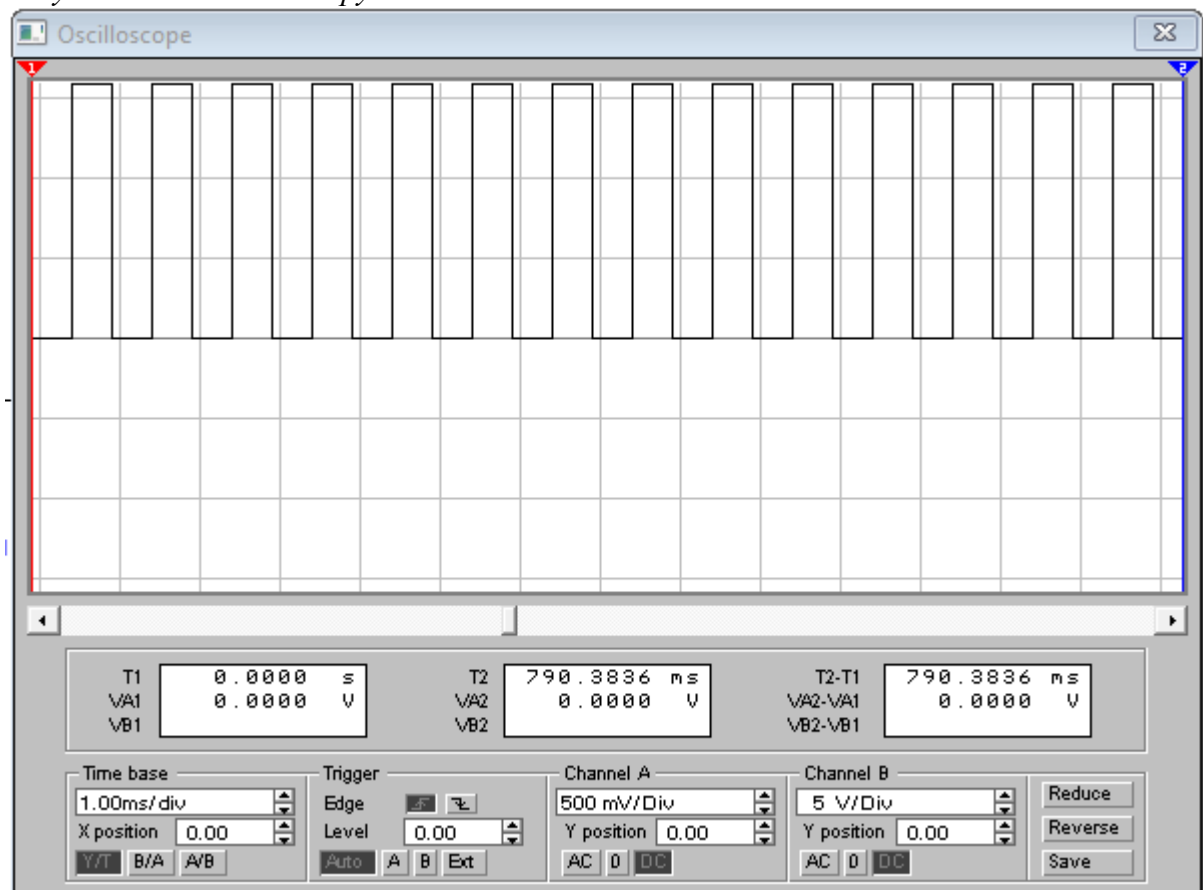 Oscilloscope
1 2
T1 0.0000 s T2 790.3836 ms T2-T1 790.3836 ms
VA1 0.0000 V VA2 0.0000 V VA2-VA1 0.0000 V
VB1 VB2 VB2-VB1
Time base Trigger Channel A Channel B
1.00ms/div Edge 500 mV/Div 5 V/Div Reduce
X position 0.00 Level 0.00 Y position 0.00 Y position 0.00 Reverse
Y/T B/A A/B Auto A B Ext AC 0 DC AC 0 DC Save